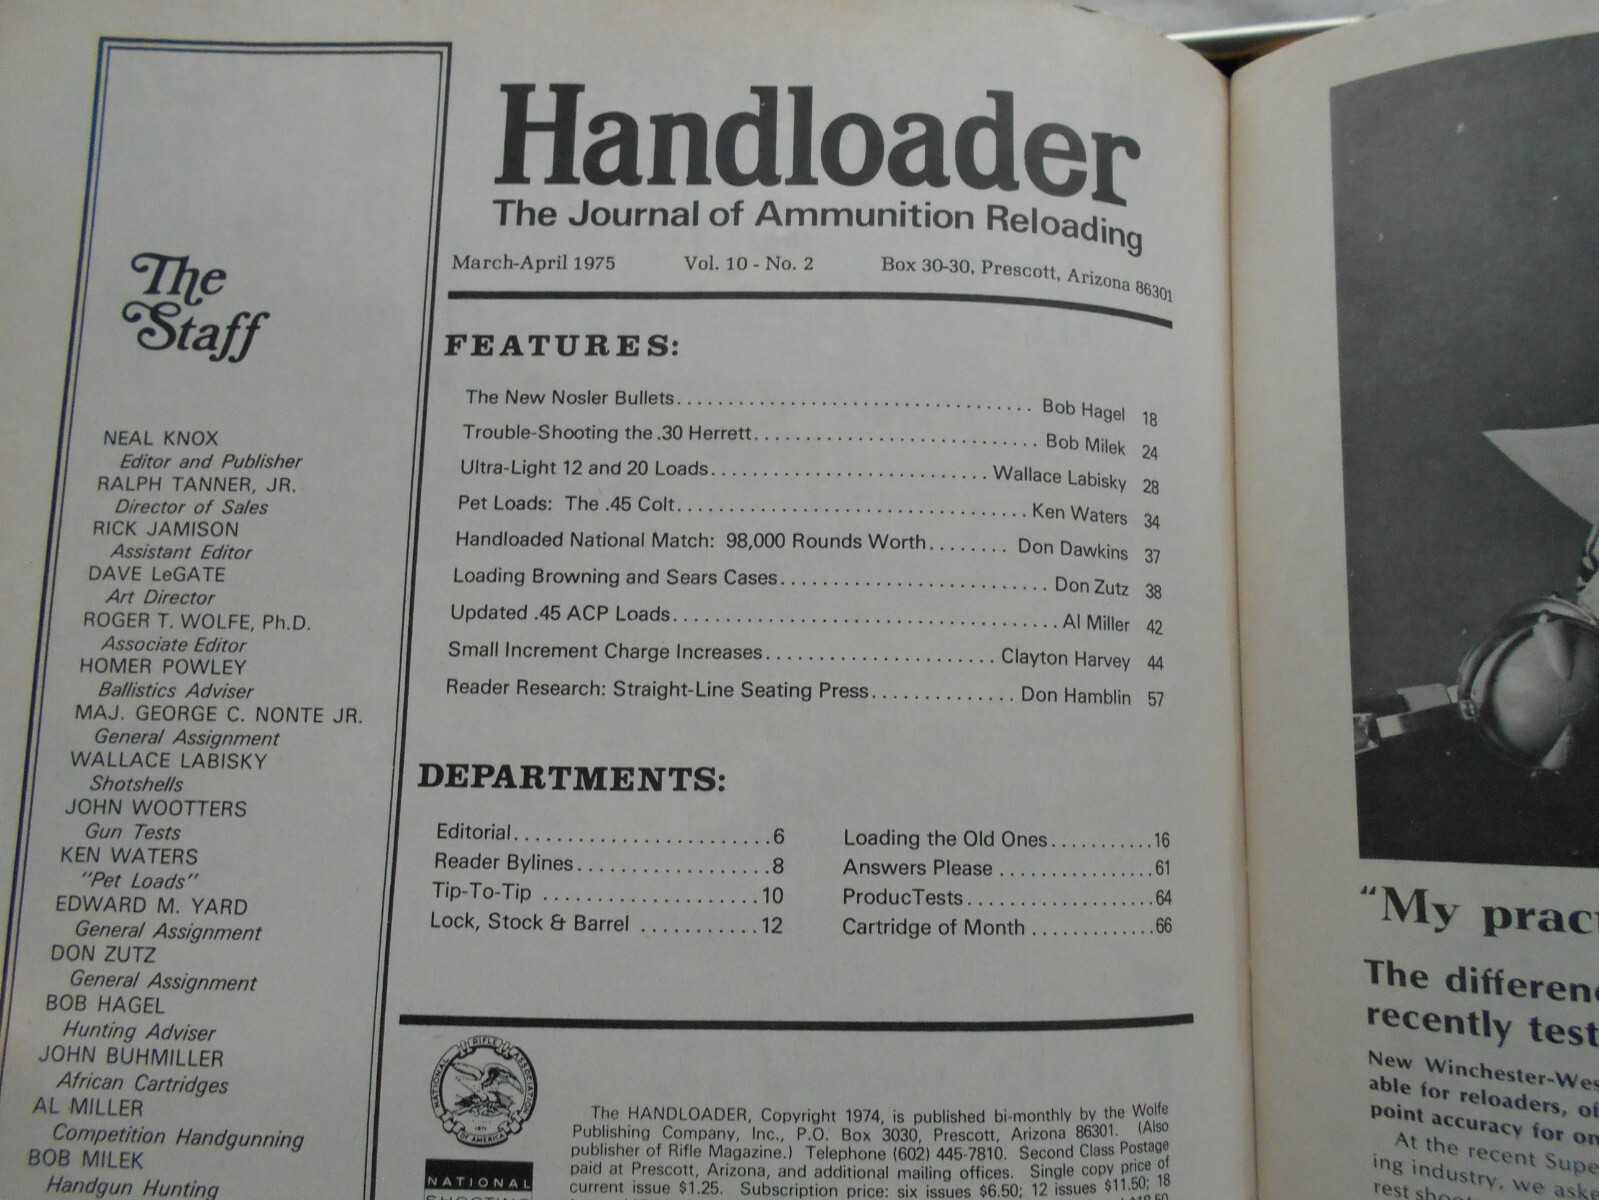 The
Staff
NEAL KNOX
Editor and Publisher
RALPH TANNER, JR.
Director of Sales
RICK JAMISON
Assistant Editor
DAVE LeGATE
Art Director
ROGER T. WOLFE, Ph.D.
Associate Editor
HOMER POWLEY
Ballistics Adviser
MAJ. GEORGE C. NONTE JR.
General Assignment
WALLACE LABISKY
Shotshells
JOHN WOOTTERS
Gun Tests
KEN WATERS
"Pet Loads"
EDWARD M. YARD
General Assignment
DON ZUTZ
General Assignment
BOB HAGEL
Hunting Adviser
JOHN BUHMILLER
African Cartridges
AL MILLER
Competition Handgunning
BOB MILEK
Handgun Hunting
Handloader
The Journal of Ammunition Reloading
March-April 1975 Vol. 10 - No. 2 Box 30-30, Prescott, Arizona 86301
FEATURES:
The New Nosler Bullets.................................. Bob Hagel 18
Trouble-Shooting the .30 Herrett........................... Bob Milek 24
Ultra-Light 12 and 20 Loads.......................... Wallace Labisky 28
Pet Loads: The .45 Colt................................. Ken Waters 34
Handloaded National Match: 98,000 Rounds Worth........ Don Dawkins 37
Loading Browning and Sears Cases......................... Don Zutz 38
Updated .45 ACP Loads.................................... Al Miller 42
Small Increment Charge Increases...................... Clayton Harvey 44
Reader Research: Straight-Line Seating Press.............. Don Hamblin 57
DEPARTMENTS:
Editorial........................6
Reader Bylines..................8
Tip-To-Tip ....................10
Lock, Stock & Barrel ...........12
Loading the Old Ones...........16
Answers Please ................61
ProducTests...................64
Cartridge of Month .............66
NATIONAL RIFLE ASSOCIATION
OF AMERICA
1871
NATIONAL
The HANDLOADER, Copyright 1974, is published bi-monthly by the Wolfe
Publishing Company, Inc., P.O. Box 3030, Prescott, Arizona 86301. (Also
publisher of Rifle Magazine.) Telephone (602) 445-7810. Second Class Postage
paid at Prescott, Arizona, and additional mailing offices. Single copy price of
current issue $1.25. Subscription price: six issues $6.50; 12 issues $11.50; 18
"My pract
The differen
recently test
New Winchester-Wes
able for reloaders, of
point accuracy for on
At the recent Supe
ing industry, we aske